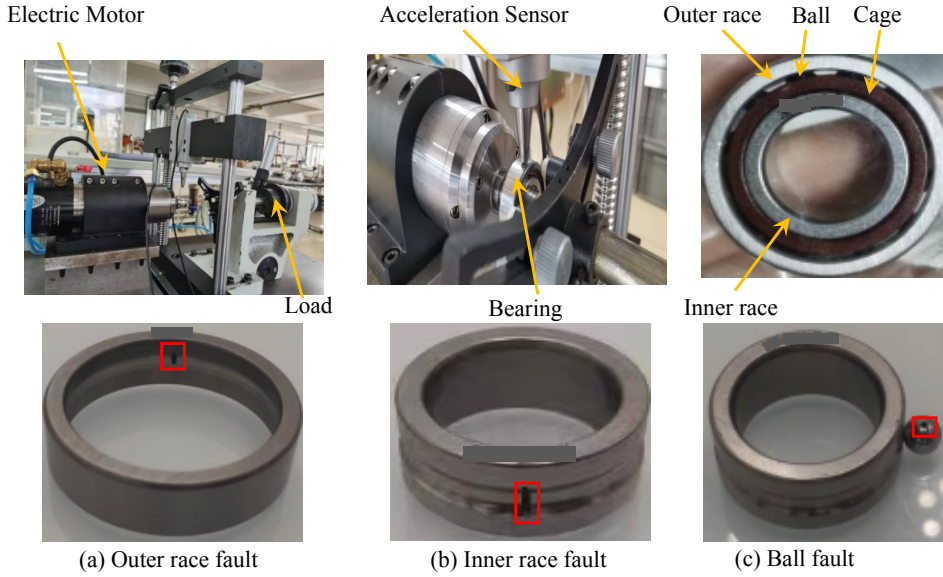 Electric Motor
Acceleration Sensor
Outer race
Ball
Cage
Load
Bearing
Inner race
(a) Outer race fault
(b) Inner race fault
(c) Ball fault